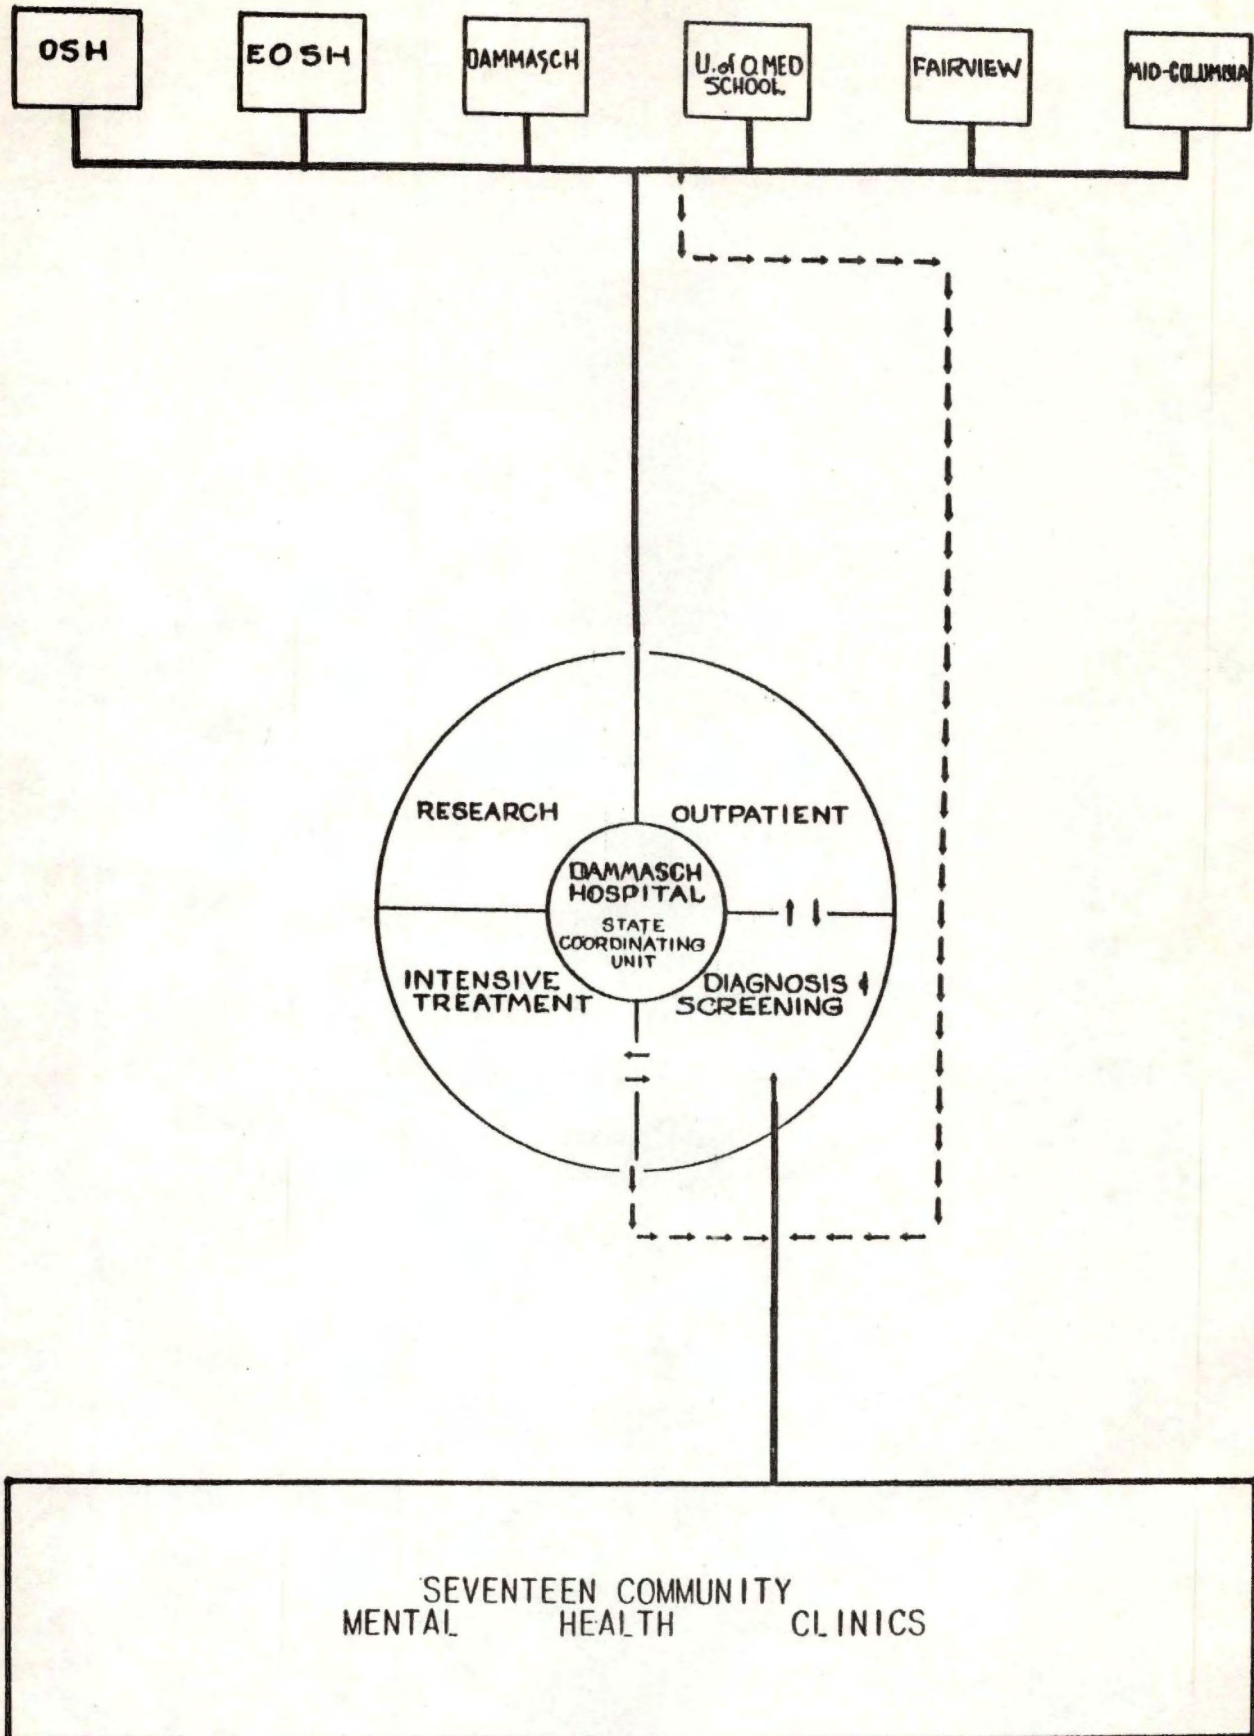 OSH
EOSH
DAMMASCH
U. of O MED
SCHOOL
FAIRVIEW
MID-COLUMBIA
RESEARCH
OUTPATIENT
DAMMASCH
HOSPITAL
STATE
COORDINATING
UNIT
INTENSIVE
TREATMENT
DIAGNOSIS &
SCREENING
SEVENTEEN COMMUNITY
MENTAL HEALTH CLINICS